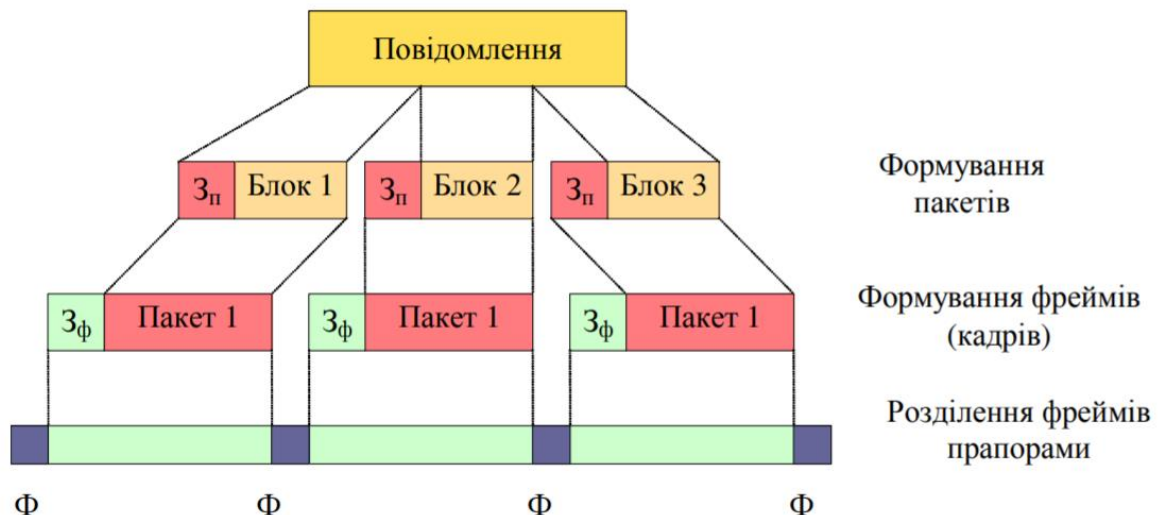 Повідомлення
Зп Блок 1 Зп Блок 2 Зп Блок 3
Формування
пакетів
Зф Пакет 1 Зф Пакет 1 Зф Пакет 1
Формування фреймів
(кадрів)
Розділення фреймів
прапорами
Ф Ф Ф Ф